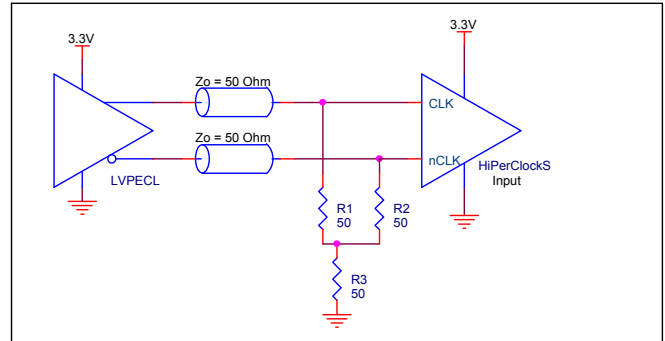 3.3V
3.3V
Zo = 50 Ohm
CLK
Zo = 50 Ohm
nCLK
LVPECL
HiPerClockS
Input
R1
50
R2
50
R3
50